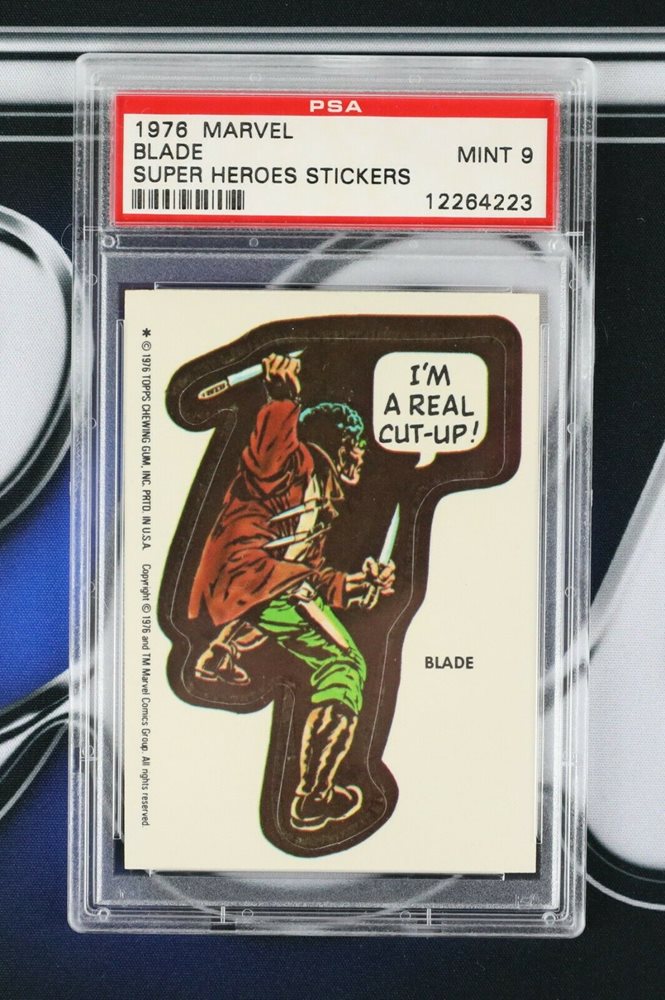 PSA
1976 MARVEL
BLADE
MINT 9
SUPER HEROES STICKERS
12264223
I'M
A REAL
CUT-UP!
BLADE
* © 1976 TOPPS CHEWING GUM, INC. PRTD. IN U.S.A. Copyright © 1976 and TM Marvel Comics Group. All rights reserved.